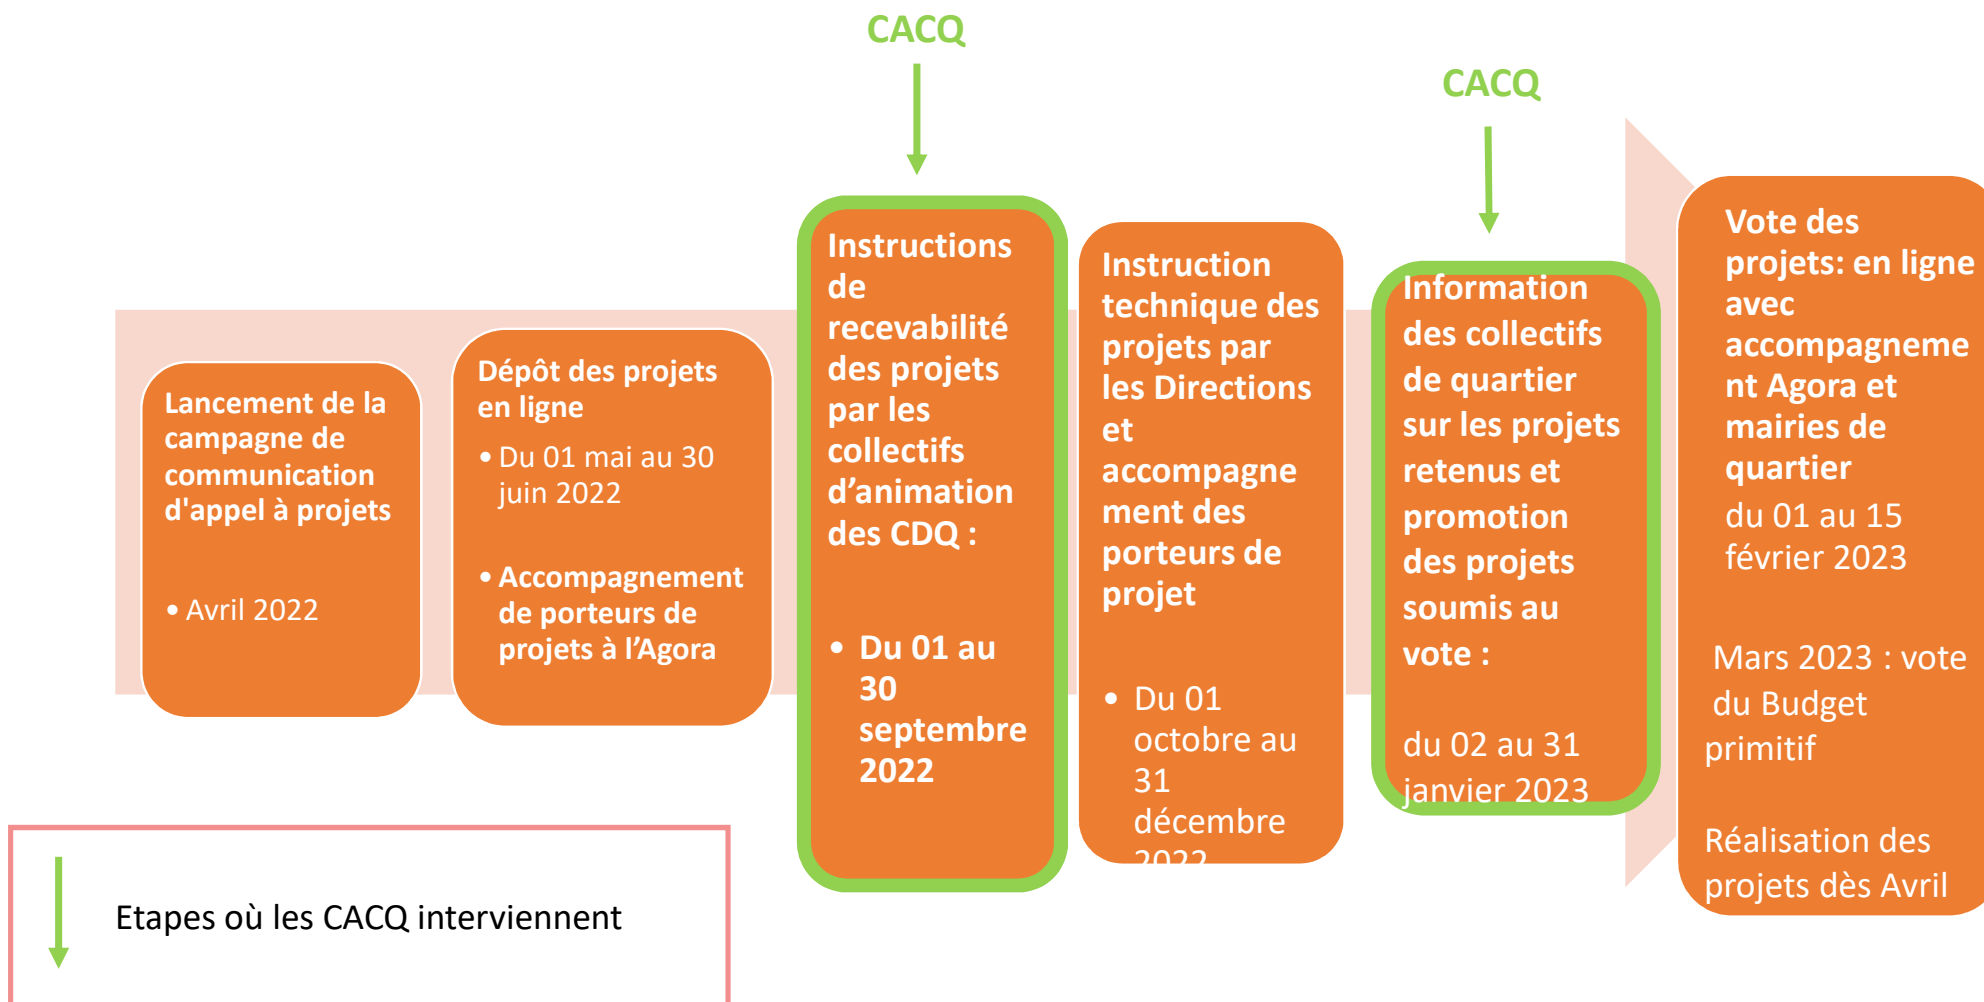 CACQ
CACQ
Lancement de la
campagne de
communication
d'appel à projets
• Avril 2022
Dépôt des projets
en ligne
• Du 01 mai au 30
juin 2022
• Accompagnement
de porteurs de
projets à l’Agora
Instructions
de
recevabilité
des projets
par les
collectifs
d’animation
des CDQ :
• Du 01 au
30
septembre
2022
Instruction
technique des
projets par
les Directions
et
accompagne
ment des
porteurs de
projet
• Du 01
octobre au
31
décembre
2022
Information
des collectifs
de quartier
sur les projets
retenus et
promotion
des projets
soumis au
vote :
du 02 au 31
janvier 2023
Vote des
projets: en ligne
avec
accompagneme
nt Agora et
mairies de
quartier
du 01 au 15
février 2023
Mars 2023 : vote
du Budget
primitif
Réalisation des
projets dès Avril
Etapes où les CACQ interviennent